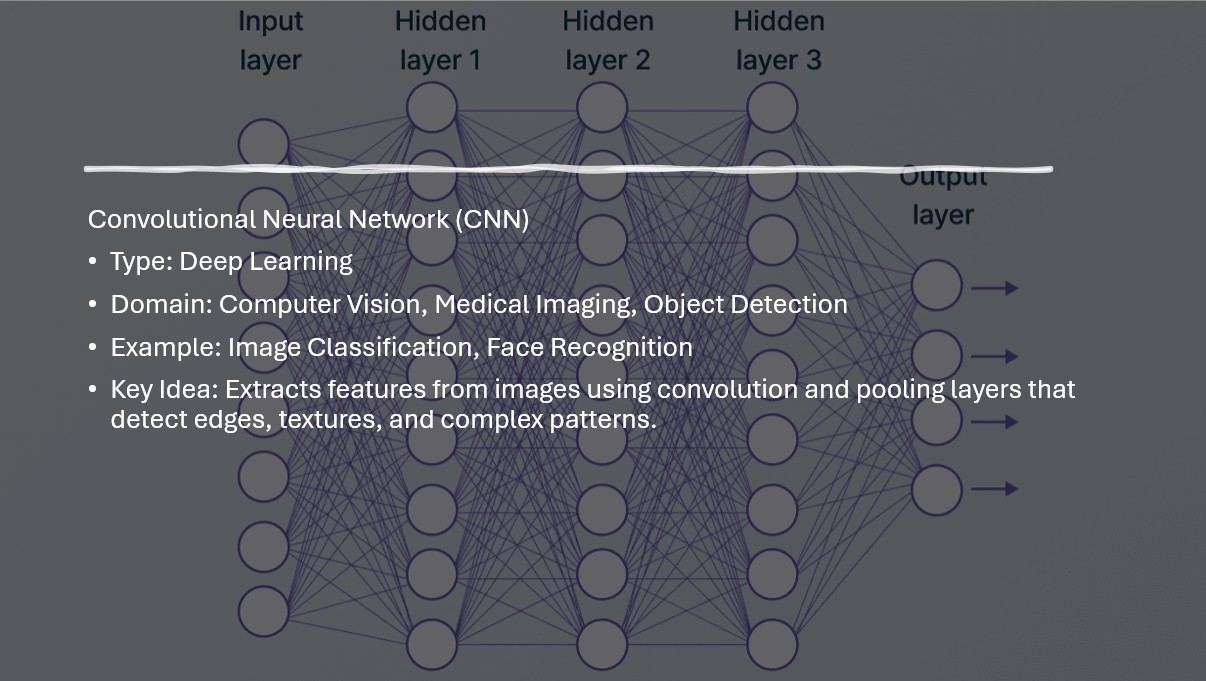 Input
layer
Hidden
layer 1
Hidden
layer 2
Hidden
layer 3
Output
layer
Convolutional Neural Network (CNN)
• Type: Deep Learning
• Domain: Computer Vision, Medical Imaging, Object Detection
• Example: Image Classification, Face Recognition
• Key Idea: Extracts features from images using convolution and pooling layers that
detect edges, textures, and complex patterns.